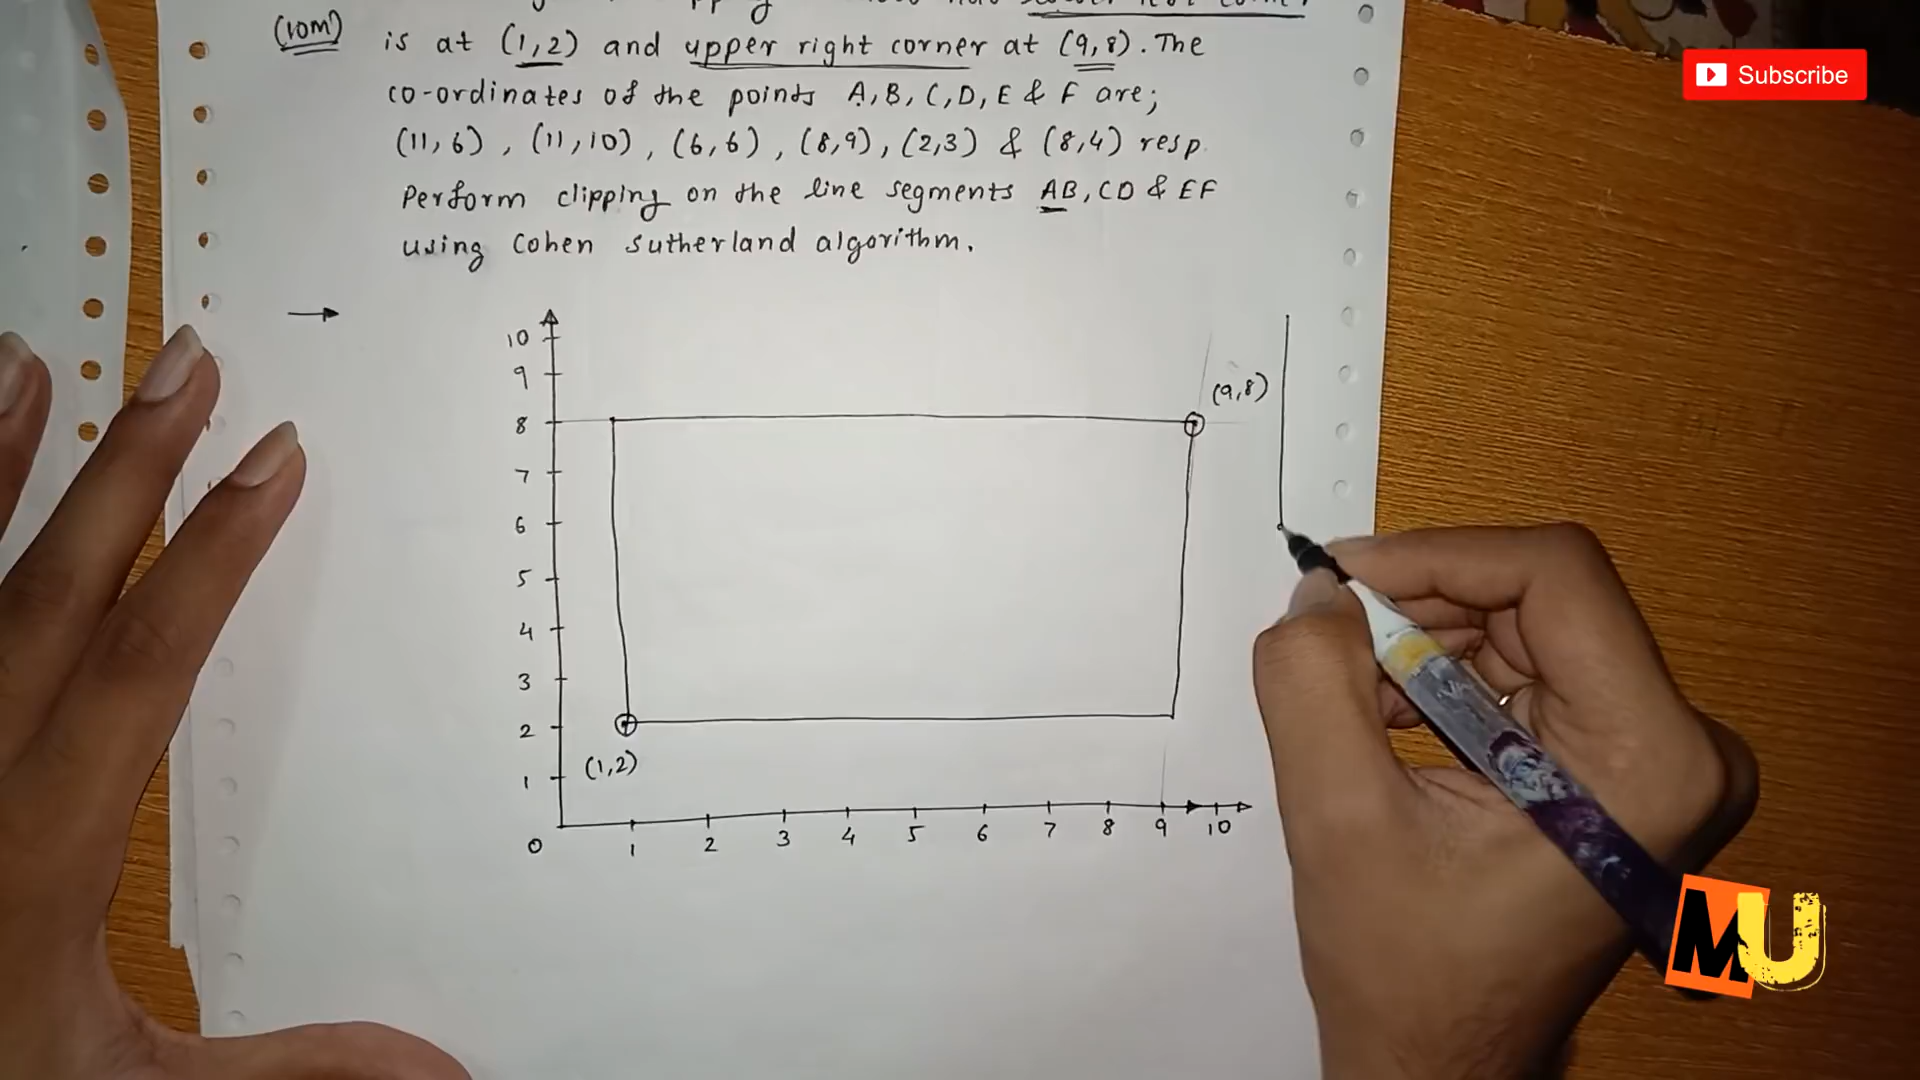 (10m)
is at (1,2) and upper right corner at (9,8). The
co-ordinates of the points A, B, C, D, E & F are;
(11,6), (11,10), (6,6), (8,9), (2,3) & (8,4) resp.
Perform clipping on the line segments AB, CD & EF
using Cohen Sutherland algorithm.
Subscribe
10
9
8
7
6
5
4
3
2
1
0
(9,8)
(1,2)
1 2 3 4 5 6 7 8 9 10
MU